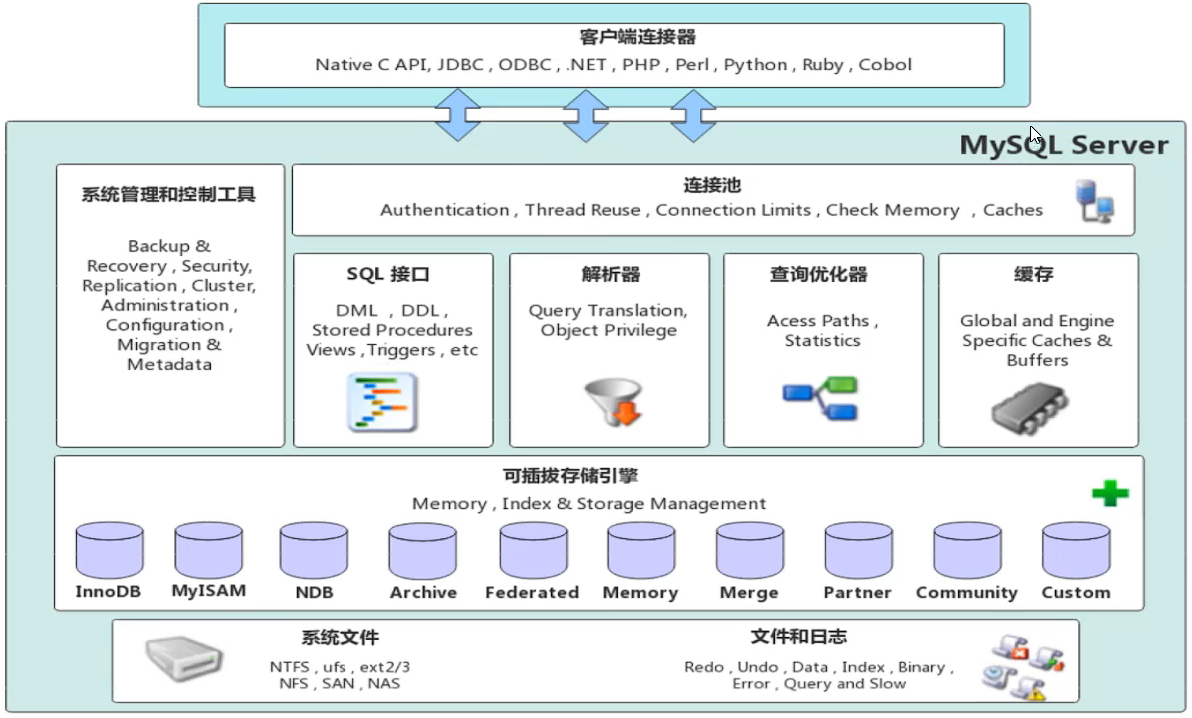 客户端连接器
Native C API, JDBC , ODBC , .NET , PHP , Perl , Python , Ruby , Cobol
MySQL Server
系统管理和控制工具
Backup &
Recovery , Security,
Replication , Cluster,
Administration ,
Configuration ,
Migration &
Metadata
连接池
Authentication , Thread Reuse , Connection Limits , Check Memory , Caches
SQL 接口
DML , DDL ,
Stored Procedures
Views ,Triggers , etc
解析器
Query Translation,
Object Privilege
查询优化器
Acess Paths ,
Statistics
缓存
Global and Engine
Specific Caches &
Buffers
可插拔存储引擎
Memory , Index & Storage Management
InnoDB
MyISAM
NDB
Archive
Federated
Memory
Merge
Partner
Community
Custom
系统文件
NTFS , ufs , ext2/3
NFS , SAN , NAS
文件和日志
Redo , Undo , Data , Index , Binary ,
Error , Query and Slow